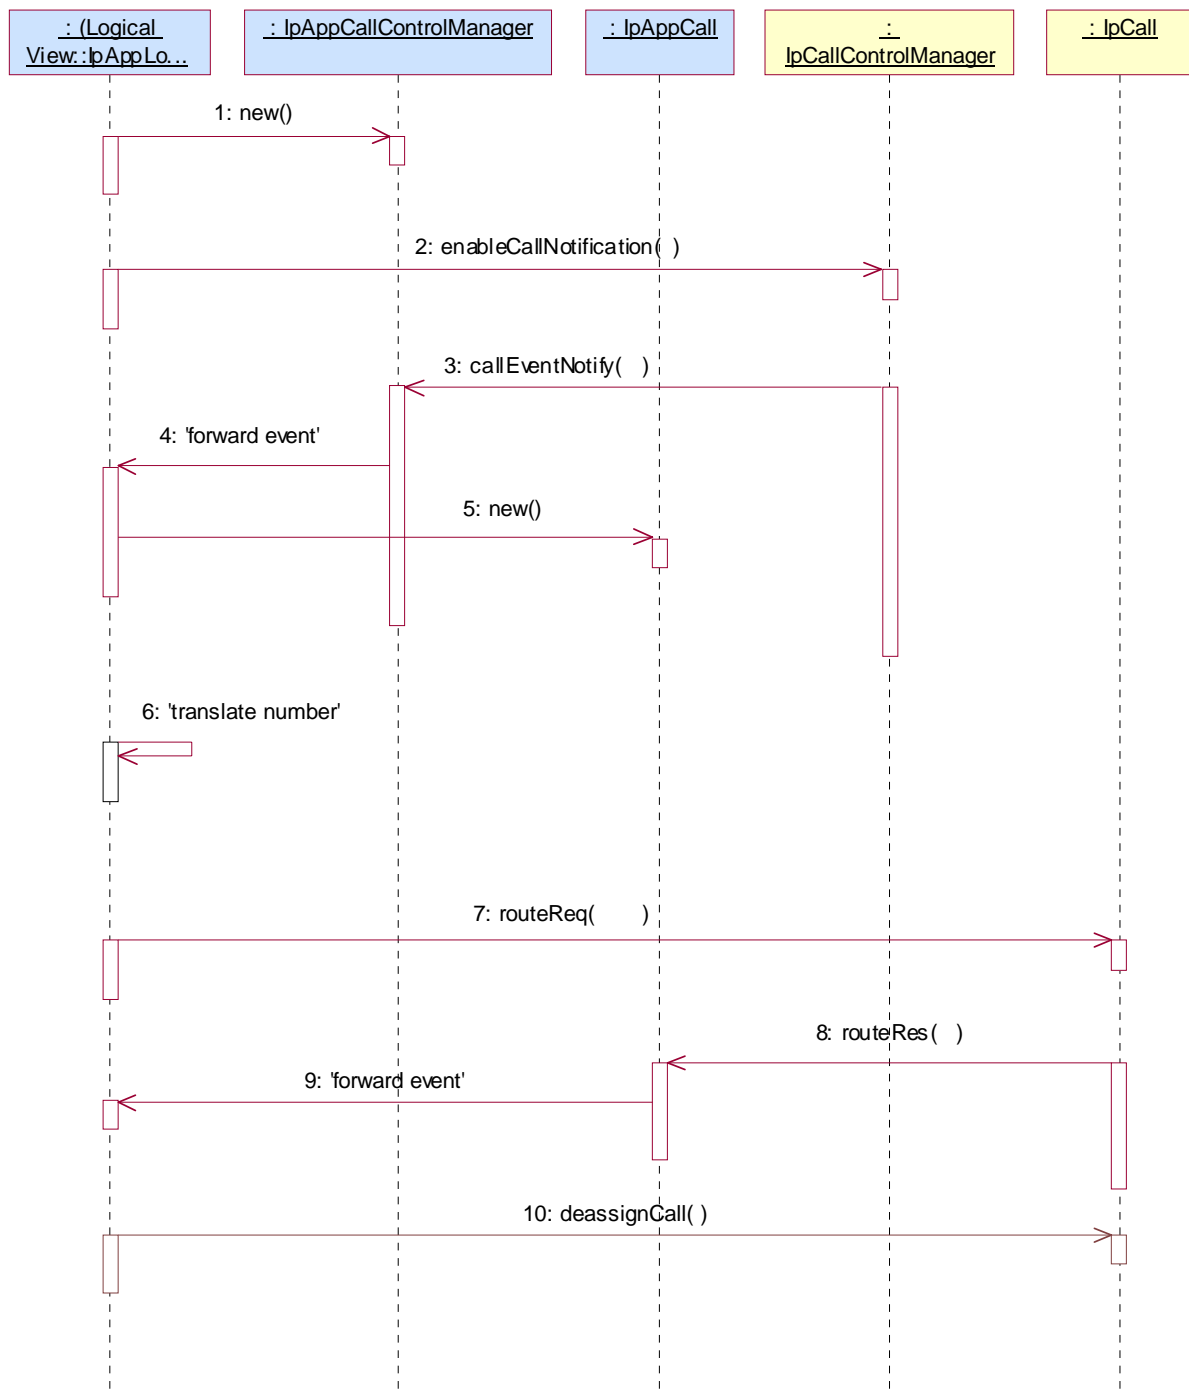 : (Logical
View::IpAppLo...
: IpAppCallControlManager
: IpAppCall
:
IpCallControlManager
: IpCall
1: new()
2: enableCallNotification( )
3: callEventNotify( )
4: 'forward event'
5: new()
6: 'translate number'
7: routeReq( )
8: routeRes( )
9: 'forward event'
10: deassignCall( )